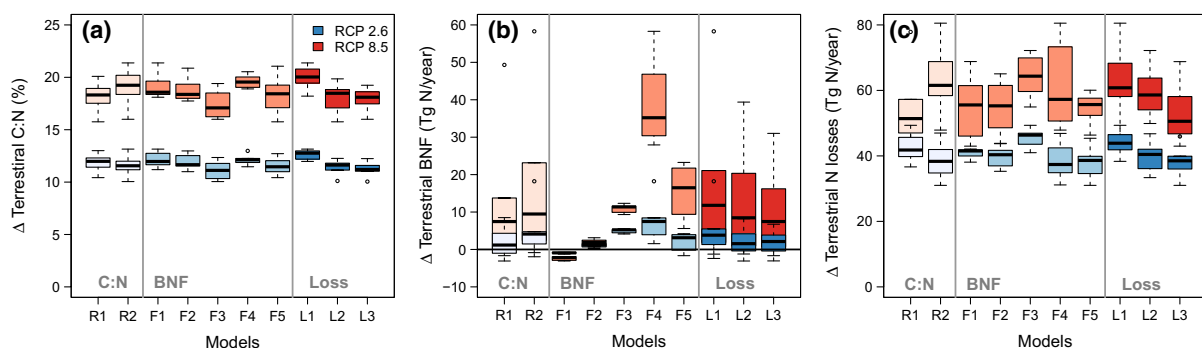 (a)
RCP 2.6
RCP 8.5
Δ Terrestiral C:N (%)
25
20
15
10
5
0
C:N
BNF
Loss
R1 R2 F1 F2 F3 F4 F5 L1 L2 L3
Models
(b)
Δ Terrestrial BNF (Tg N/year)
60
50
40
30
20
10
0
−10
C:N
BNF
Loss
R1 R2 F1 F2 F3 F4 F5 L1 L2 L3
Models
(c)
Δ Terrestrial N losses (Tg N/year)
80
60
40
20
0
C:N
BNF
Loss
R1 R2 F1 F2 F3 F4 F5 L1 L2 L3
Models